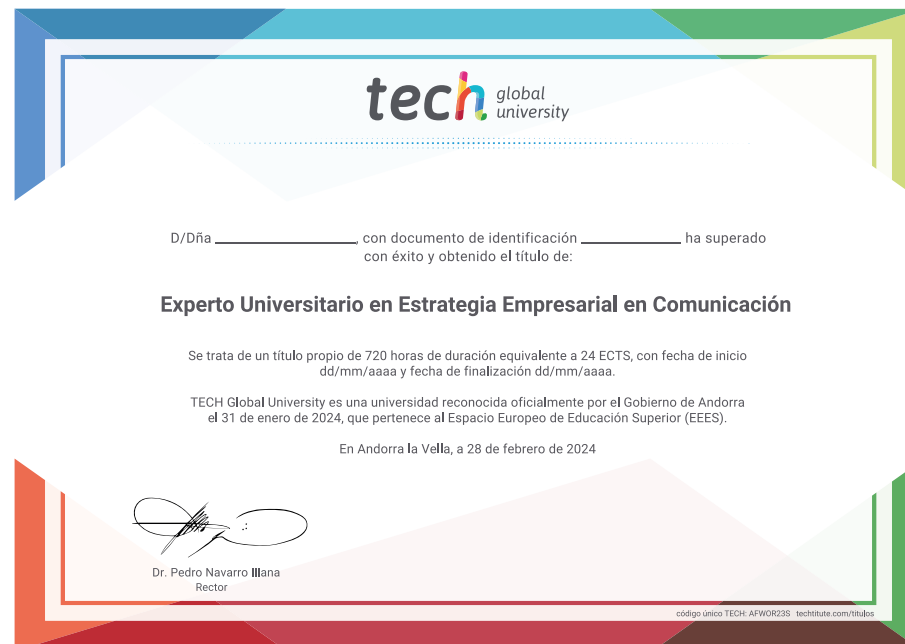 tech global university
D/Dña ____________, con documento de identificación ____________ ha superado
con éxito y obtenido el título de:
Experto Universitario en Estrategia Empresarial en Comunicación
Se trata de un título propio de 720 horas de duración equivalente a 24 ECTS, con fecha de inicio
dd/mm/aaaa y fecha de finalización dd/mm/aaaa.
TECH Global University es una universidad reconocida oficialmente por el Gobierno de Andorra
el 31 de enero de 2024, que pertenece al Espacio Europeo de Educación Superior (EEES).
En Andorra la Vella, a 28 de febrero de 2024
Dr. Pedro Navarro Illana
Rector
código único TECH: AFWOR23S techtitute.com/titulos